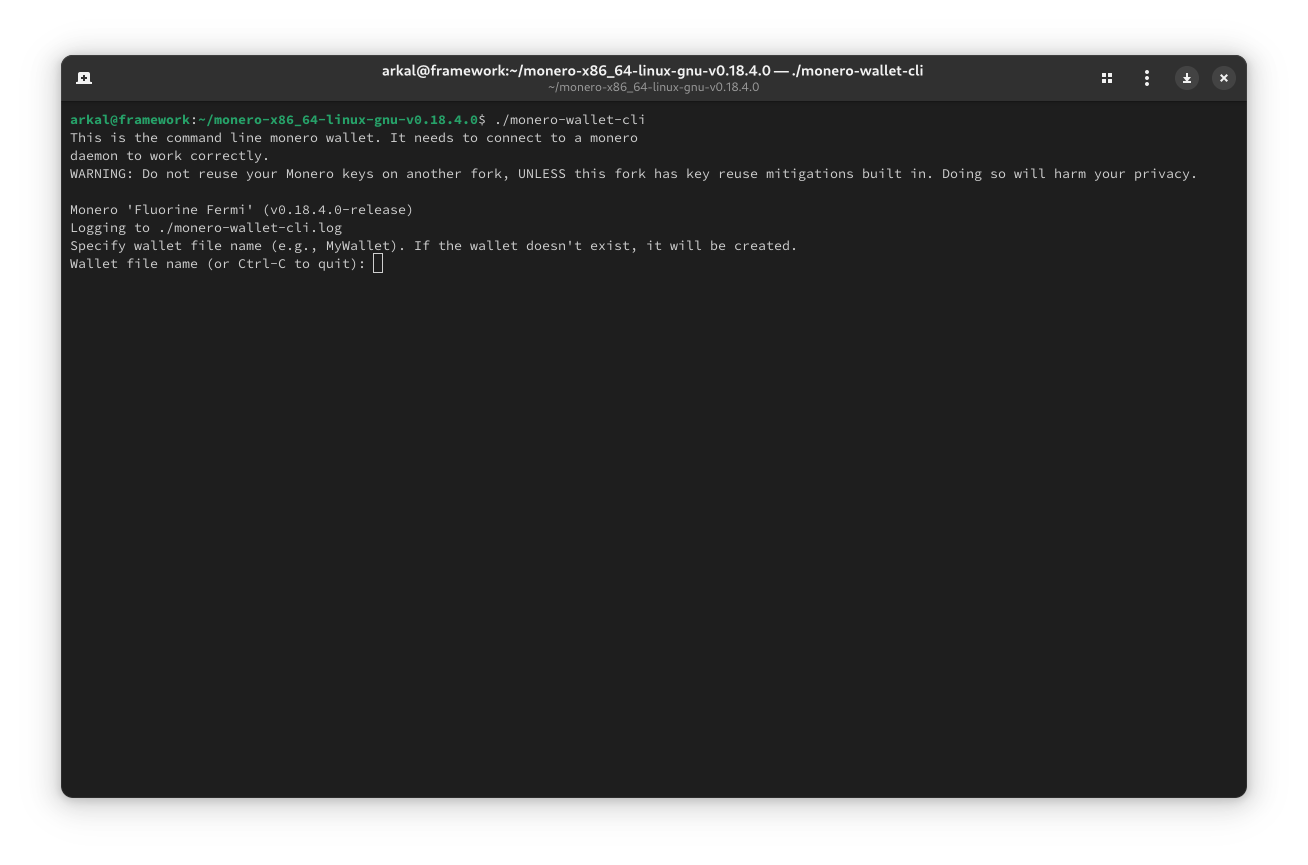 arkal@framework:~/monero-x86_64-linux-gnu-v0.18.4.0 — ./monero-wallet-cli
~/monero-x86_64-linux-gnu-v0.18.4.0
arkal@framework:~/monero-x86_64-linux-gnu-v0.18.4.0$ ./monero-wallet-cli
This is the command line monero wallet. It needs to connect to a monero
daemon to work correctly.
WARNING: Do not reuse your Monero keys on another fork, UNLESS this fork has key reuse mitigations built in. Doing so will harm your privacy.
Monero 'Fluorine Fermi' (v0.18.4.0-release)
Logging to ./monero-wallet-cli.log
Specify wallet file name (e.g., MyWallet). If the wallet doesn't exist, it will be created.
Wallet file name (or Ctrl-C to quit):